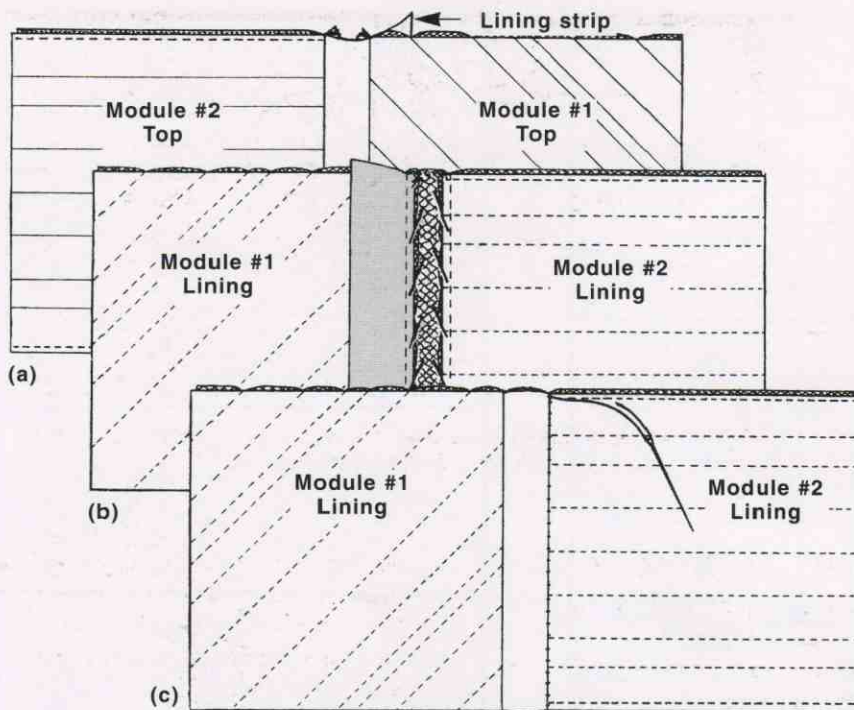 Lining strip
Module #2
Top
Module #1
Top
Module #1
Lining
Module #2
Lining
(a)
Module #1
Lining
Module #2
Lining
(b)
(c)